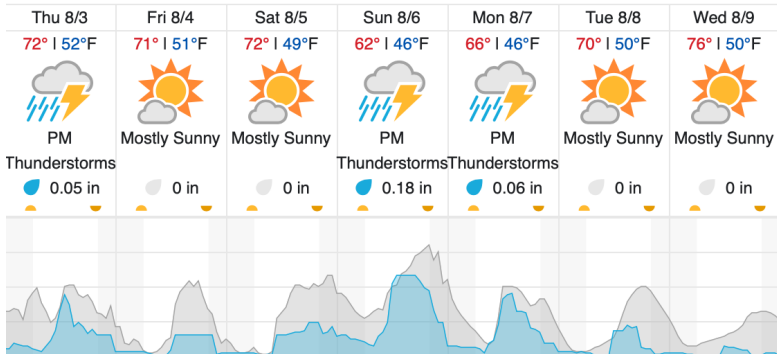 Thu 8/3 Fri 8/4 Sat 8/5 Sun 8/6 Mon 8/7 Tue 8/8 Wed 8/9
72° | 52°F 71° | 51°F 72° | 49°F 62° | 46°F 66° | 46°F 70° | 50°F 76° | 50°F
PM Mostly Sunny Mostly Sunny PM PM Mostly Sunny Mostly Sunny
Thunderstorms Thunderstorms Thunderstorms
0.05 in 0 in 0 in 0.18 in 0.06 in 0 in 0 in